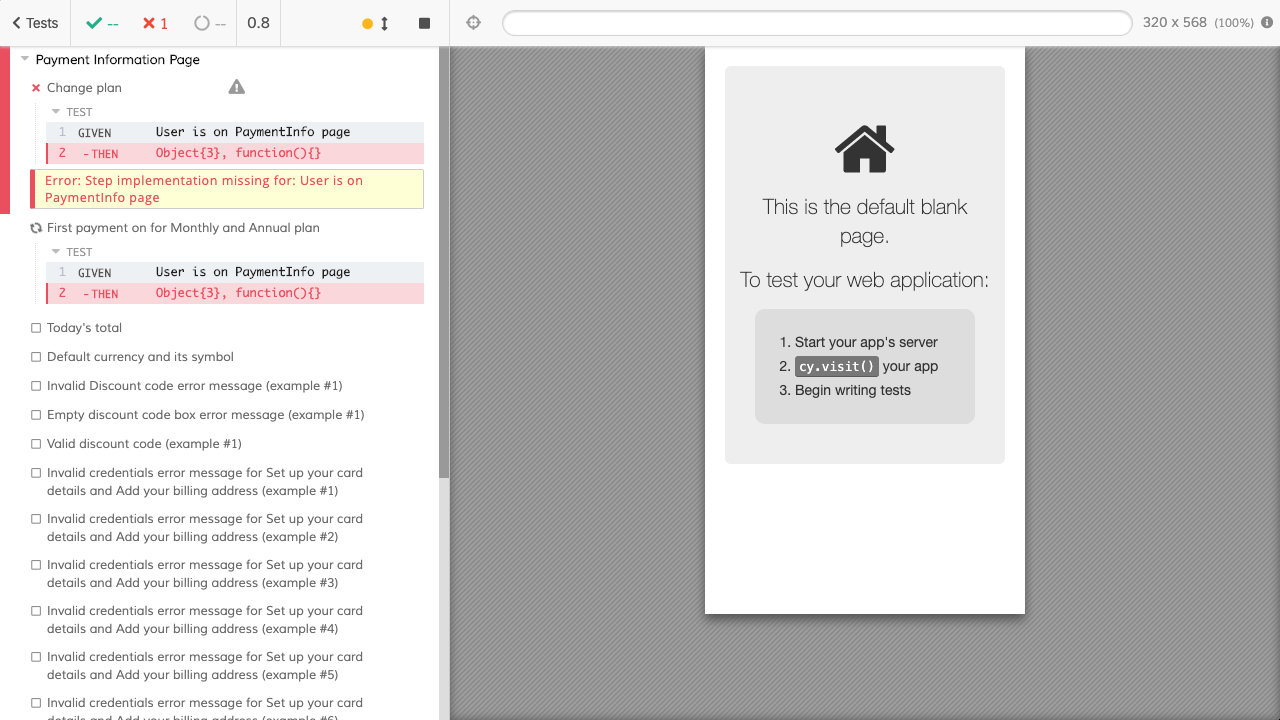 Tests
--
1
--
0.8
320 x 568 (100%)
Payment Information Page
Change plan
TEST
1 GIVEN User is on PaymentInfo page
2 -THEN Object{3}, function(){}
Error: Step implementation missing for: User is on
PaymentInfo page
First payment on for Monthly and Annual plan
TEST
1 GIVEN User is on PaymentInfo page
2 -THEN Object{3}, function(){}
Today's total
Default currency and its symbol
Invalid Discount code error message (example #1)
Empty discount code box error message (example #1)
Valid discount code (example #1)
Invalid credentials error message for Set up your card
details and Add your billing address (example #1)
Invalid credentials error message for Set up your card
details and Add your billing address (example #2)
Invalid credentials error message for Set up your card
details and Add your billing address (example #3)
Invalid credentials error message for Set up your card
details and Add your billing address (example #4)
Invalid credentials error message for Set up your card
details and Add your billing address (example #5)
Invalid credentials error message for Set up your card
details and Add your billing address (example #6)
This is the default blank
page.
To test your web application:
1. Start your app's server
2. cy.visit() your app
3. Begin writing tests